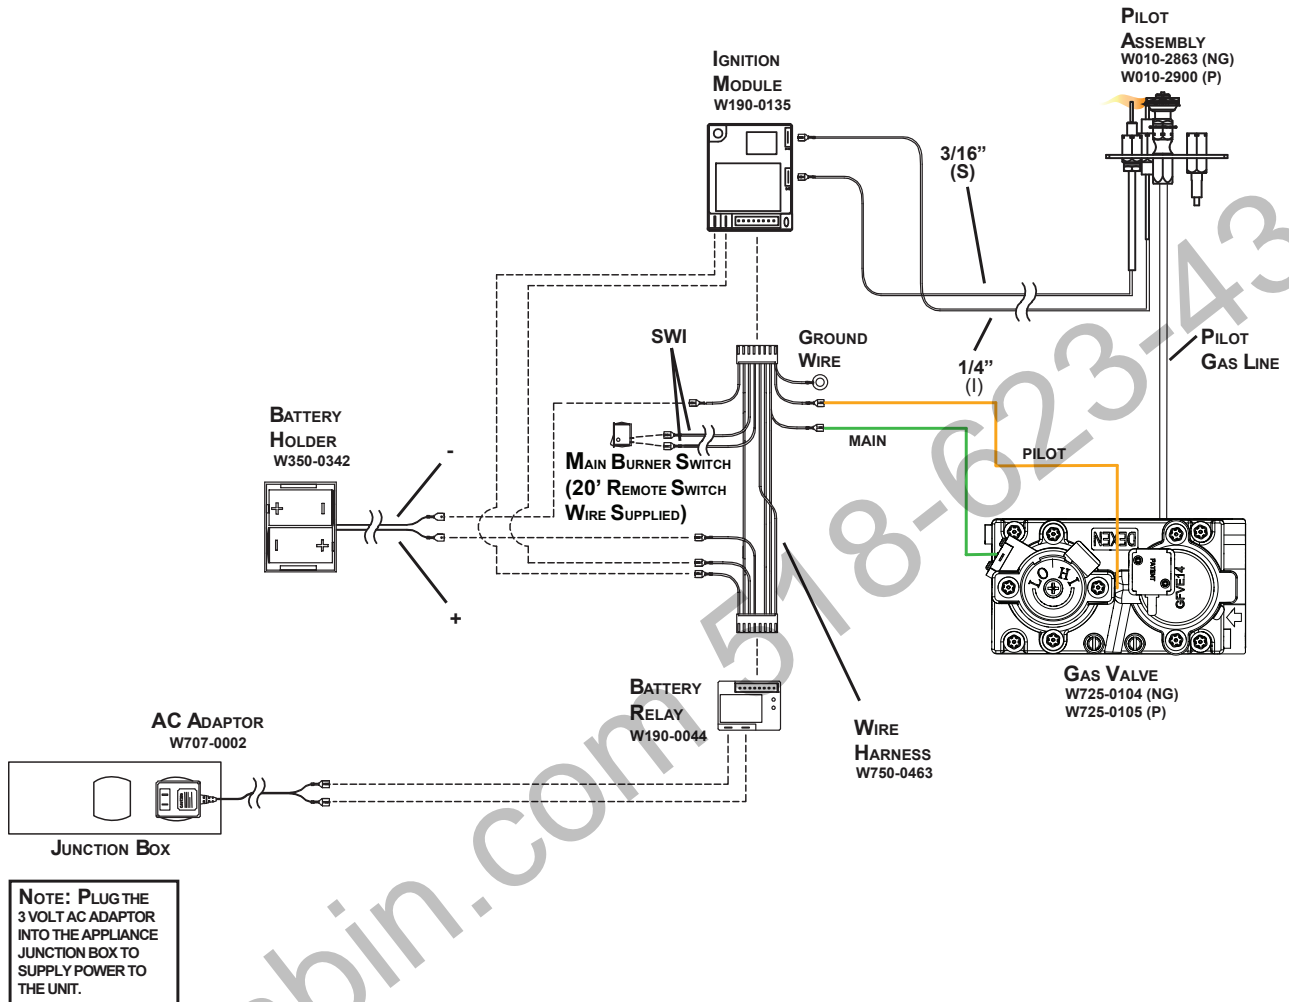 PILOT
ASSEMBLY
W010-2863 (NG)
W010-2900 (P)
IGNITION
MODULE
W190-0135
3/16”
(S)
1/4”
(I)
PILOT
GAS LINE
SWI
GROUND
WIRE
BATTERY
HOLDER
W350-0342
-
+
+ -
- +
MAIN BURNER SWITCH
(20’ REMOTE SWITCH
WIRE SUPPLIED)
MAIN
PILOT
DEXEN
LO HI
PATENT
GFVE14
GAS VALVE
W725-0104 (NG)
W725-0105 (P)
BATTERY
RELAY
W190-0044
WIRE
HARNESS
W750-0463
AC ADAPTOR
W707-0002
JUNCTION BOX
NOTE: PLUG THE
3 VOLT AC ADAPTOR
INTO THE APPLIANCE
JUNCTION BOX TO
SUPPLY POWER TO
THE UNIT.
bin.com 518-623-43